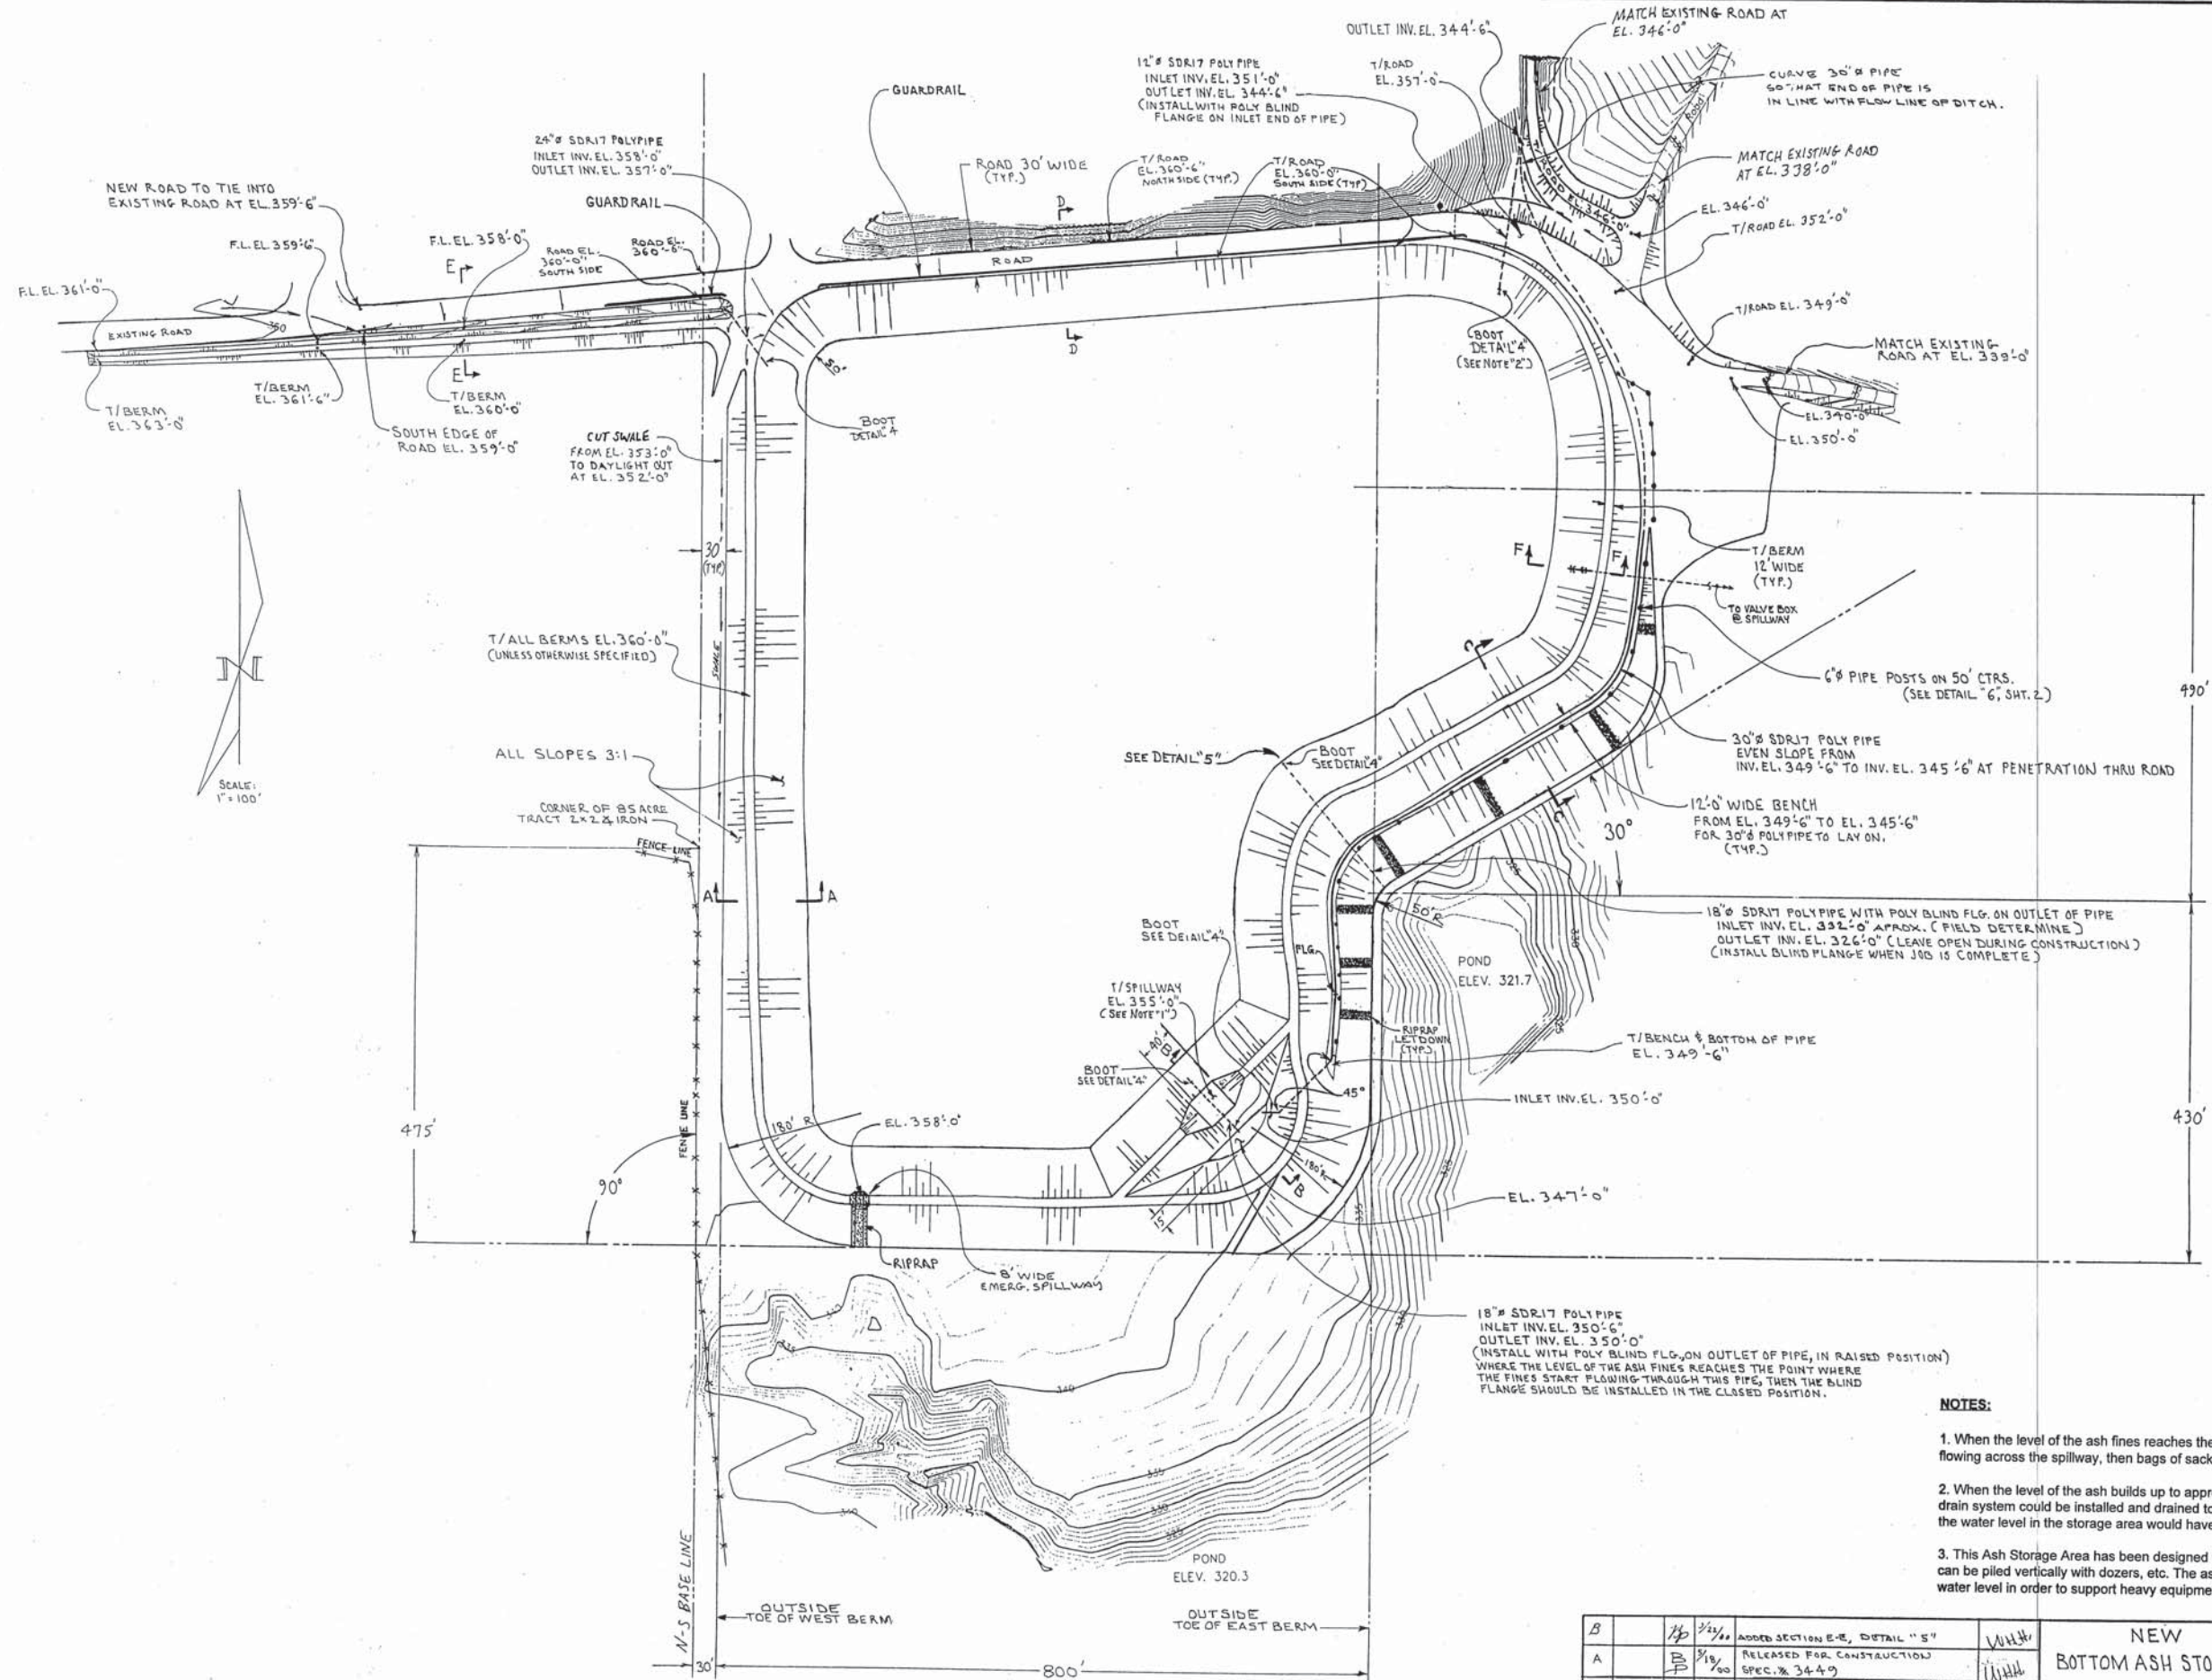 MATCH EXISTING ROAD AT
EL. 346'-0"
OUTLET INV. EL. 344'-6"
12"ø SDR17 POLY PIPE
INLET INV. EL. 351'-0"
OUTLET INV. EL. 344'-6"
(INSTALL WITH POLY BLIND
FLANGE ON INLET END OF PIPE)
T/ROAD
EL. 357'-0"
CURVE 30"ø PIPE
SO THAT END OF PIPE IS
IN LINE WITH FLOW LINE OF DITCH.
GUARDRAIL
24"ø SDR17 POLYPIPE
INLET INV. EL. 358'-0"
OUTLET INV. EL. 357'-0"
ROAD 30' WIDE
(TYP.)
T/ROAD
EL. 360'-6"
NORTH SIDE (TYP.)
T/ROAD
EL. 360'-0"
SOUTH SIDE (TYP)
MATCH EXISTING ROAD
AT EL. 338'-0"
NEW ROAD TO TIE INTO
EXISTING ROAD AT EL. 359'-6"
GUARDRAIL
D
EL. 346'-0"
EL. 346'-0"
T/ROAD EL. 352'-0"
F.L. EL. 359'-6"
F.L. EL. 358'-0"
E
ROAD EL.
360'-0"
SOUTH SIDE
ROAD EL.
360'-6"
ROAD
F.L. EL. 361'-0"
EXISTING ROAD
360
T/ROAD EL. 349'-0"
BOOT
DETAIL "4"
(SEE NOTE "2")
D
MATCH EXISTING
ROAD AT EL. 339'-0"
50'
E
T/BERM
EL. 363'-0"
T/BERM
EL. 361'-6"
T/BERM
EL. 360'-0"
SOUTH EDGE OF
ROAD EL. 359'-0"
BOOT
DETAIL "4
EL. 340'-0"
EL. 350'-0"
CUT SWALE
FROM EL. 353'-0"
TO DAYLIGHT OUT
AT EL. 352'-0"
30'
(TYP.)
F
F
T/BERM
12' WIDE
(TYP.)
TO VALVE BOX
@ SPILLWAY
T/ALL BERMS EL. 360'-0"
(UNLESS OTHERWISE SPECIFIED)
SWALE
N
SCALE:
1" = 100'
C
6"ø PIPE POSTS ON 50' CTRS.
(SEE DETAIL "6", SHT. 2)
490'
30"ø SDR17 POLY PIPE
EVEN SLOPE FROM
INV. EL. 349'-6" TO INV. EL. 345'-6" AT PENETRATION THRU ROAD
ALL SLOPES 3:1
SEE DETAIL "5"
BOOT
SEE DETAIL "4"
CORNER OF 85 ACRE
TRACT 2x2 ∡ IRON
FENCE LINE
12'-0" WIDE BENCH
FROM EL. 349'-6" TO EL. 345'-6"
FOR 30"ø POLY PIPE TO LAY ON.
(TYP.)
C
30°
325
A
A
50' R
18"ø SDR17 POLYPIPE WITH POLY BLIND FLG. ON OUTLET OF PIPE
INLET INV. EL. 332'-0" APROX. (FIELD DETERMINE)
OUTLET INV. EL. 326'-0" (LEAVE OPEN DURING CONSTRUCTION)
(INSTALL BLIND FLANGE WHEN JOB IS COMPLETE)
BOOT
SEE DETAIL "4"
FLG.
330
POND
ELEV. 321.7
325
T/SPILLWAY
EL. 355'-0"
(SEE NOTE "1")
40'
B
RIPRAP
LETDOWN
(TYP.)
T/BENCH & BOTTOM OF PIPE
EL. 349'-6"
BOOT
SEE DETAIL "4"
45°
INLET INV. EL. 350'-0"
475'
430'
FENCE LINE
180' R
EL. 358'-0"
180' R
B
15'
325
335
EL. 347'-0"
90°
RIPRAP
8' WIDE
EMERG. SPILLWAY
340
335
340
335
330
325
340
18"ø SDR17 POLY PIPE
INLET INV. EL. 350'-6"
OUTLET INV. EL. 350'-0"
(INSTALL WITH POLY BLIND FLG., ON OUTLET OF PIPE, IN RAISED POSITION)
WHERE THE LEVEL OF THE ASH FINES REACHES THE POINT WHERE
THE FINES START FLOWING THROUGH THIS PIPE, THEN THE BLIND
FLANGE SHOULD BE INSTALLED IN THE CLOSED POSITION.
NOTES:
1. When the level of the ash fines reaches the
flowing across the spillway, then bags of sack
2. When the level of the ash builds up to appr
drain system could be installed and drained to
the water level in the storage area would have
3. This Ash Storage Area has been designed
can be piled vertically with dozers, etc. The as
water level in order to support heavy equipme
POND
ELEV. 320.3
N-S BASE LINE
OUTSIDE
TOE OF WEST BERM
OUTSIDE
TOE OF EAST BERM
30'
800'
B ADDED SECTION E-E, DETAIL "5"
A RELEASED FOR CONSTRUCTION
SPEC. # 3449
NEW
BOTTOM ASH STO